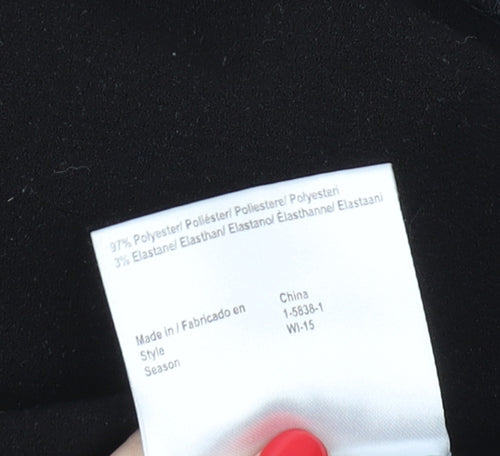 97% Polyester/ Poliéster/ Poliestere/ Polyesteri
3% Elastane/ Elasthan/ Elastano/ Élasthanne/ Elastaani
Made in / Fabricado en China
Style 1-5838-1
Season WI-15